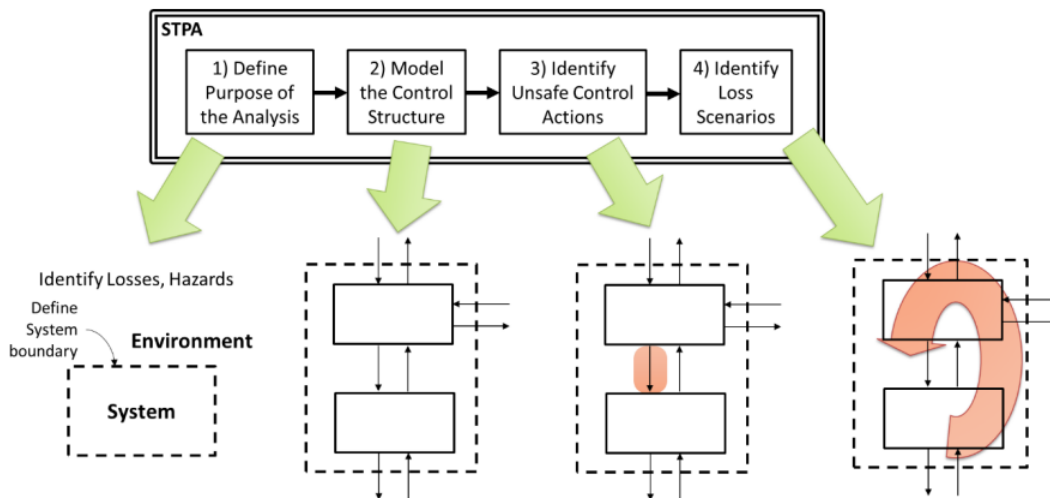 STPA
1) Define
Purpose of
the Analysis
2) Model
the Control
Structure
3) Identify
Unsafe Control
Actions
4) Identify
Loss
Scenarios
Identify Losses, Hazards
Define
System
boundary
Environment
System